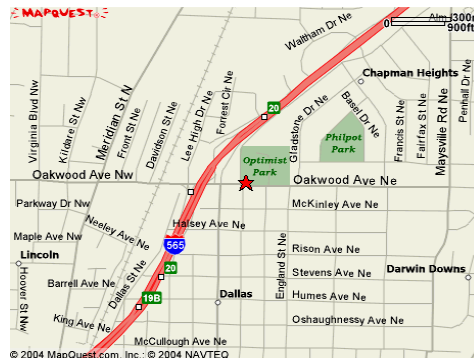 MAPQUEST
Alm 300m
0 900ft
Waltham Dr Ne
Chapman Heights
Virginia Blvd Nw
Kildare St Nw
Meridian St N
Front St Ne
Davidson St Ne
Lee High Dr Ne
Forrest Cir Ne
20
Gladstone Dr Ne
Basel Dr Ne
Francis St Ne
Fairfax St Ne
Maysville Rd Ne
Penhall Dr Ne
Philpot
Park
Optimist
Park
Oakwood Ave Nw
Oakwood Ave Ne
Parkway Dr Nw
McKinley Ave Ne
Neeley Ave Ne
Halsey Ave Ne
Maple Ave Nw
565
Lincoln
Rison Ave Ne
England St Ne
Dallas St Ne
20
Stevens Ave Ne
Darwin Downs
Hoover St Nw
Barrell Ave Ne
19B
Dallas
Humes Ave Ne
King Ave Ne
Oshaughnessy Ave Ne
McCullough Ave Ne
© 2004 MapQuest.com, Inc.; © 2004 NAVTEQ